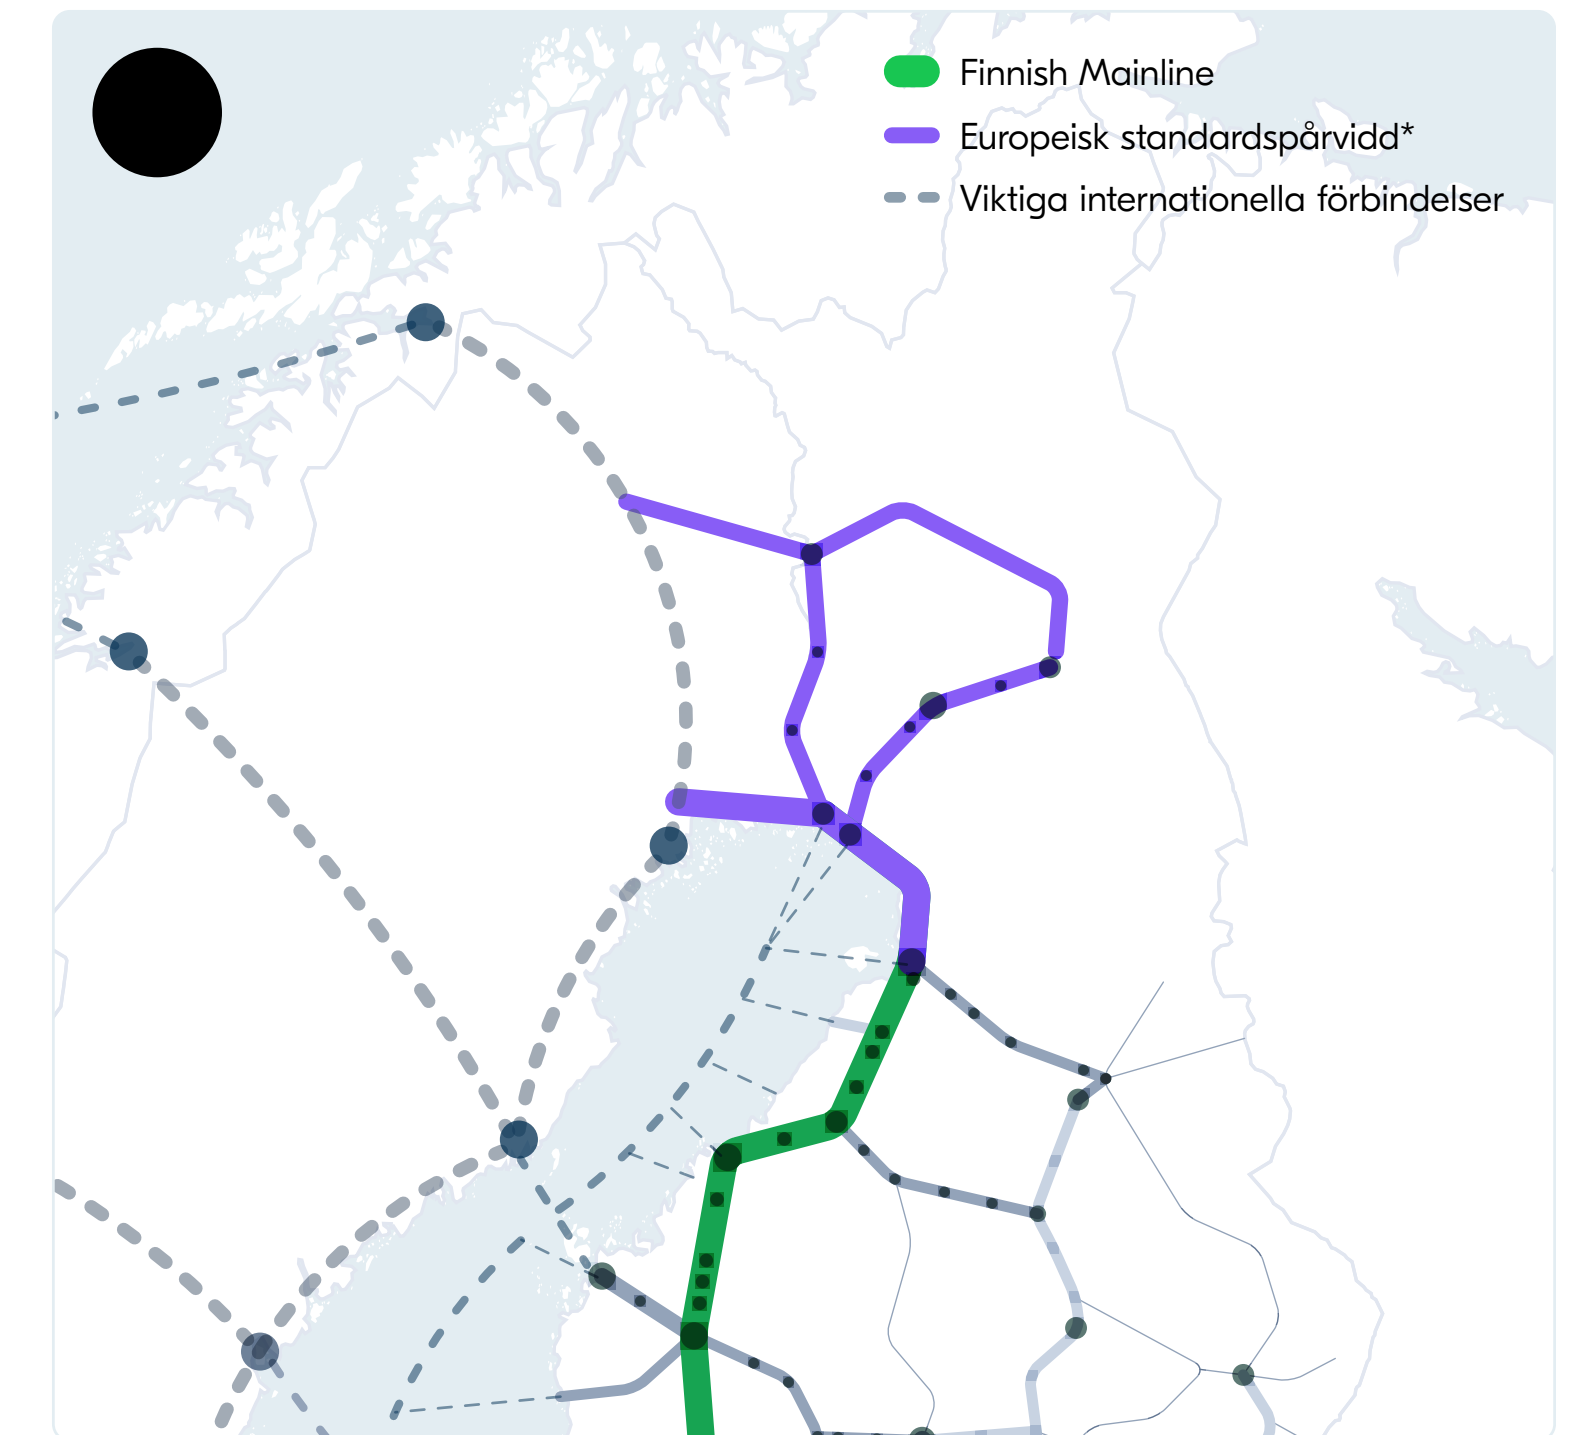 Finnish Mainline
Europeisk standardspårvidd*
Viktiga internationella förbindelser